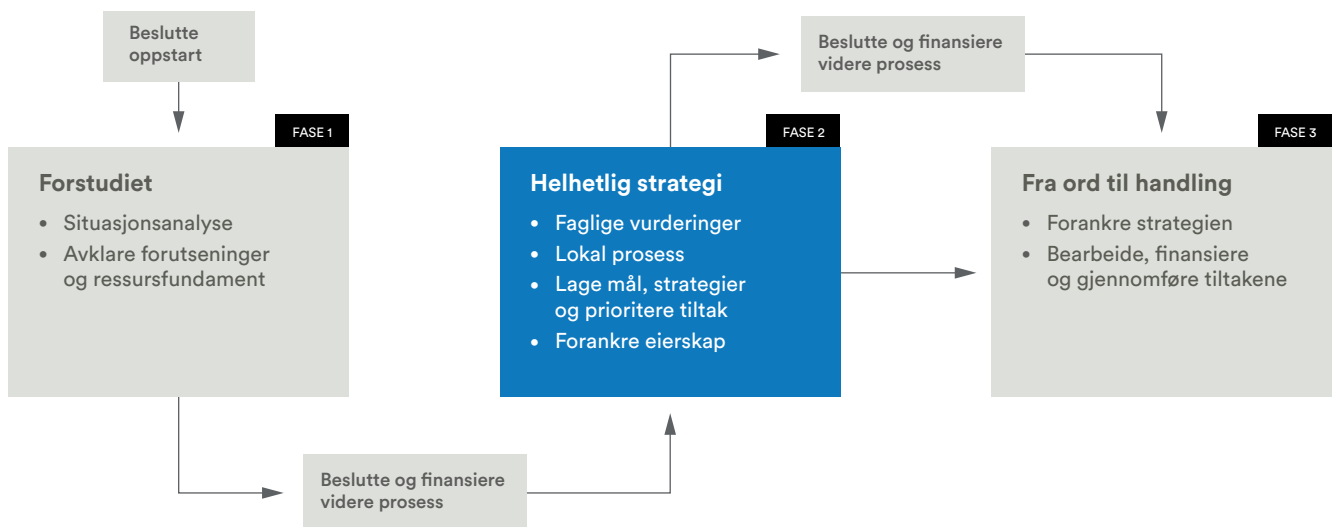 Beslutte
oppstart
FASE 1
Forstudiet
• Situasjonsanalyse
• Avklare forutseninger
og ressursfundament
Beslutte og finansiere
videre prosess
FASE 2
Helhetlig strategi
• Faglige vurderinger
• Lokal prosess
• Lage mål, strategier
og prioritere tiltak
• Forankre eierskap
Beslutte og finansiere
videre prosess
FASE 3
Fra ord til handling
• Forankre strategien
• Bearbeide, finansiere
og gjennomføre tiltakene